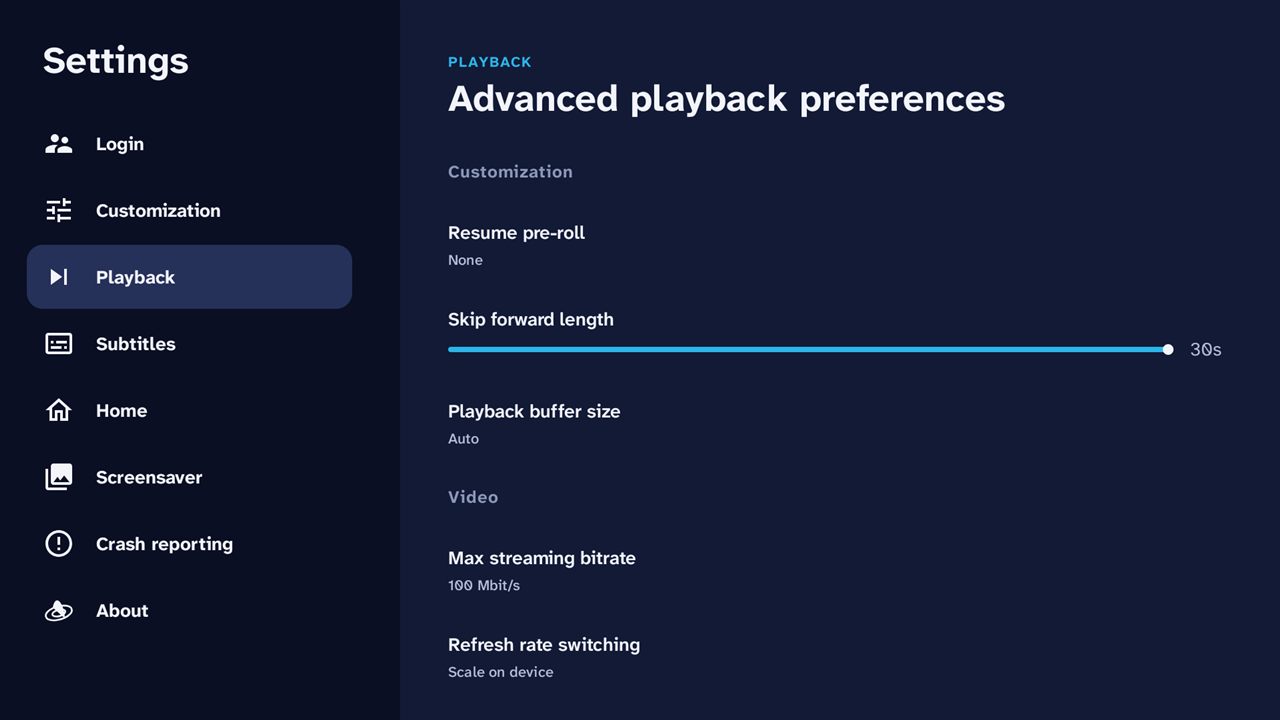 Settings
Login
Customization
Playback
Subtitles
Home
Screensaver
Crash reporting
About
PLAYBACK
Advanced playback preferences
Customization
Resume pre-roll
None
Skip forward length
30s
Playback buffer size
Auto
Video
Max streaming bitrate
100 Mbit/s
Refresh rate switching
Scale on device